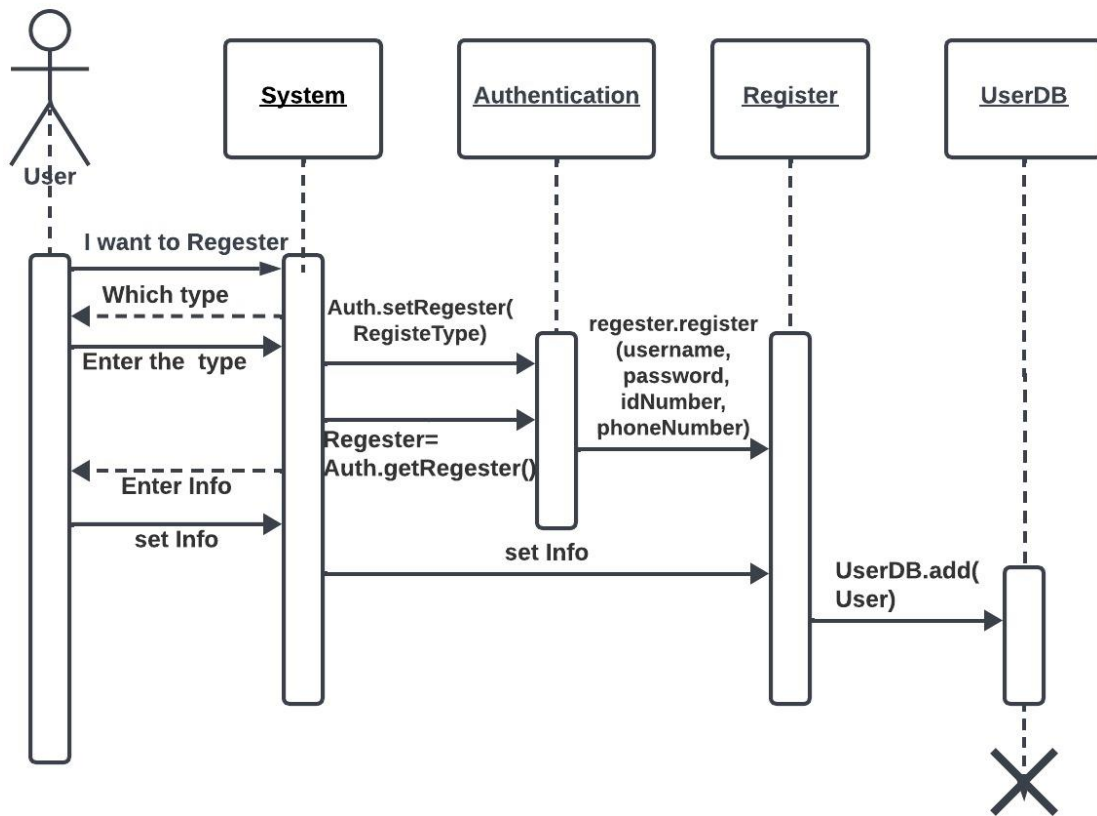 System
Authentication
Register
UserDB
User
I want to Regester
Which type
Enter the type
Auth.setRegester(
RegisteType)
regester.register
(username,
password,
idNumber,
phoneNumber)
Regester=
Auth.getRegester()
Enter Info
set Info
set Info
UserDB.add(
User)